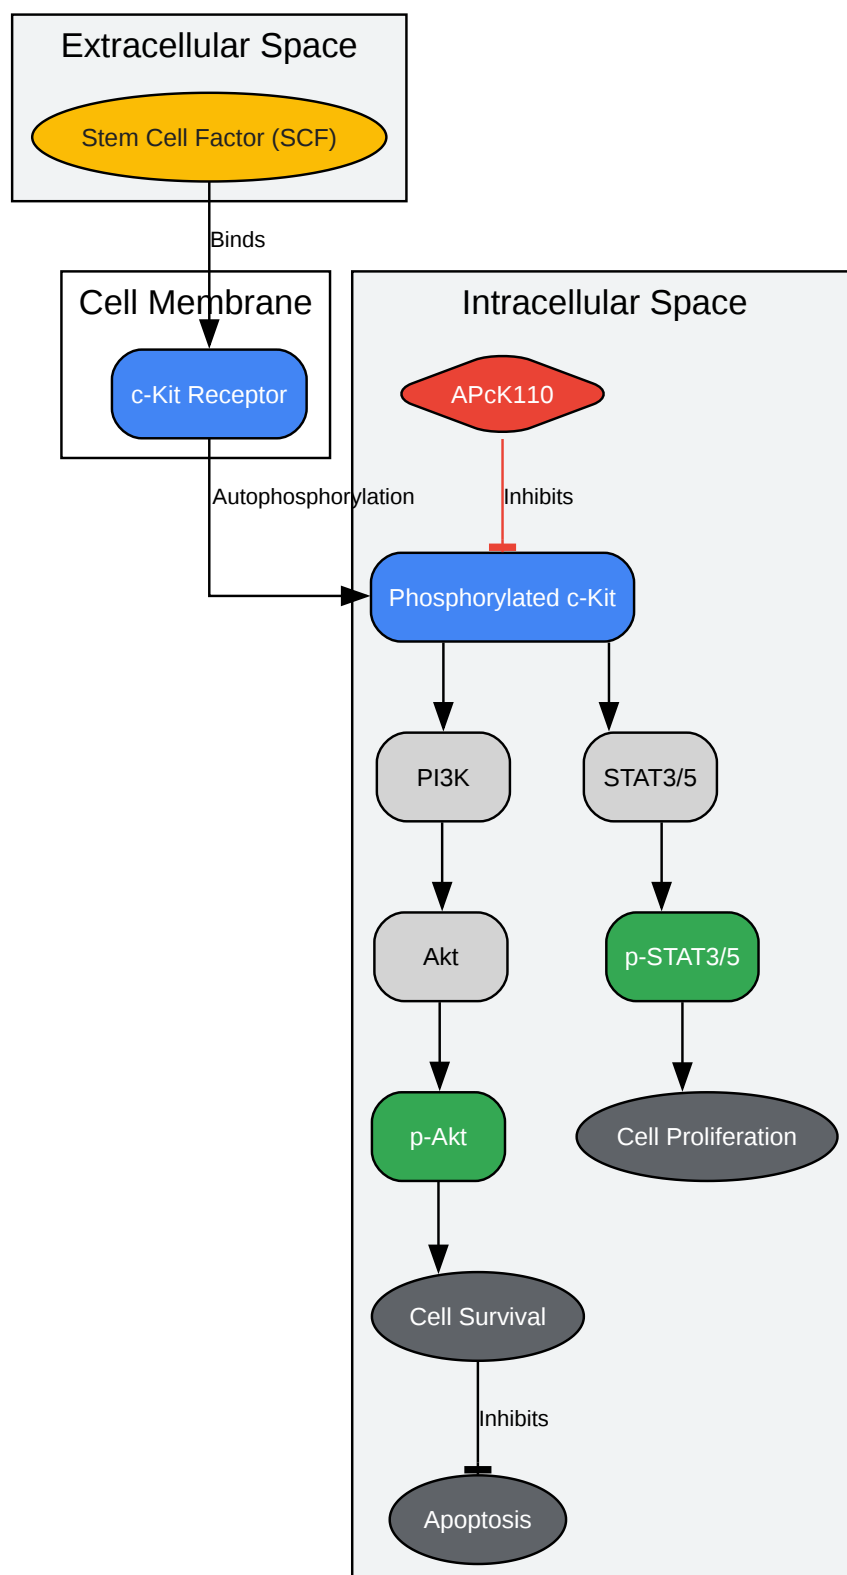 Extracellular Space
Stem Cell Factor (SCF)
Binds
Cell Membrane
Intracellular Space
c-Kit Receptor
APcK110
Autophosphorylation
Inhibits
Phosphorylated c-Kit
PI3K
STAT3/5
Akt
p-STAT3/5
p-Akt
Cell Proliferation
Cell Survival
Inhibits
Apoptosis